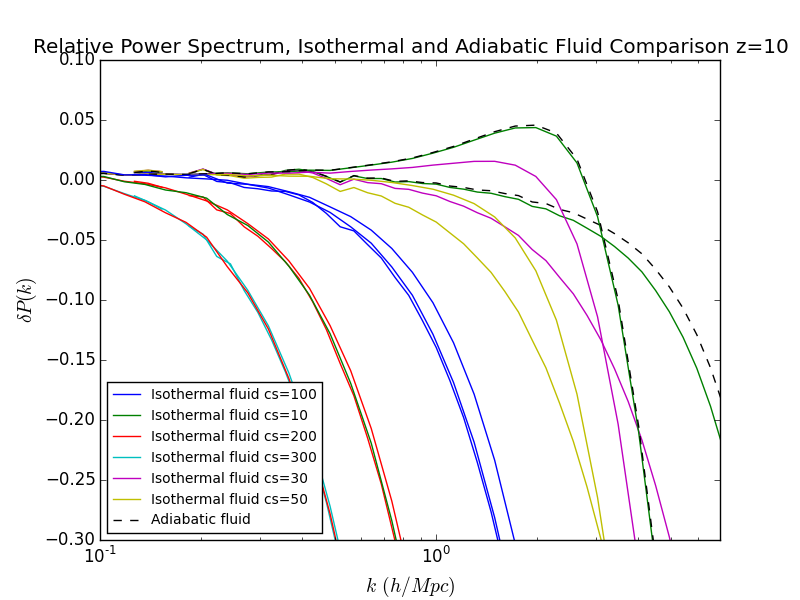 Relative Power Spectrum, Isothermal and Adiabatic Fluid Comparison z=10
0.10
0.05
0.00
−0.05
−0.10
−0.15
−0.20
−0.25
−0.30
δP(k)
Isothermal fluid cs=100
Isothermal fluid cs=10
Isothermal fluid cs=200
Isothermal fluid cs=300
Isothermal fluid cs=30
Isothermal fluid cs=50
Adiabatic fluid
10⁻¹ 10⁰
k (h/Mpc)